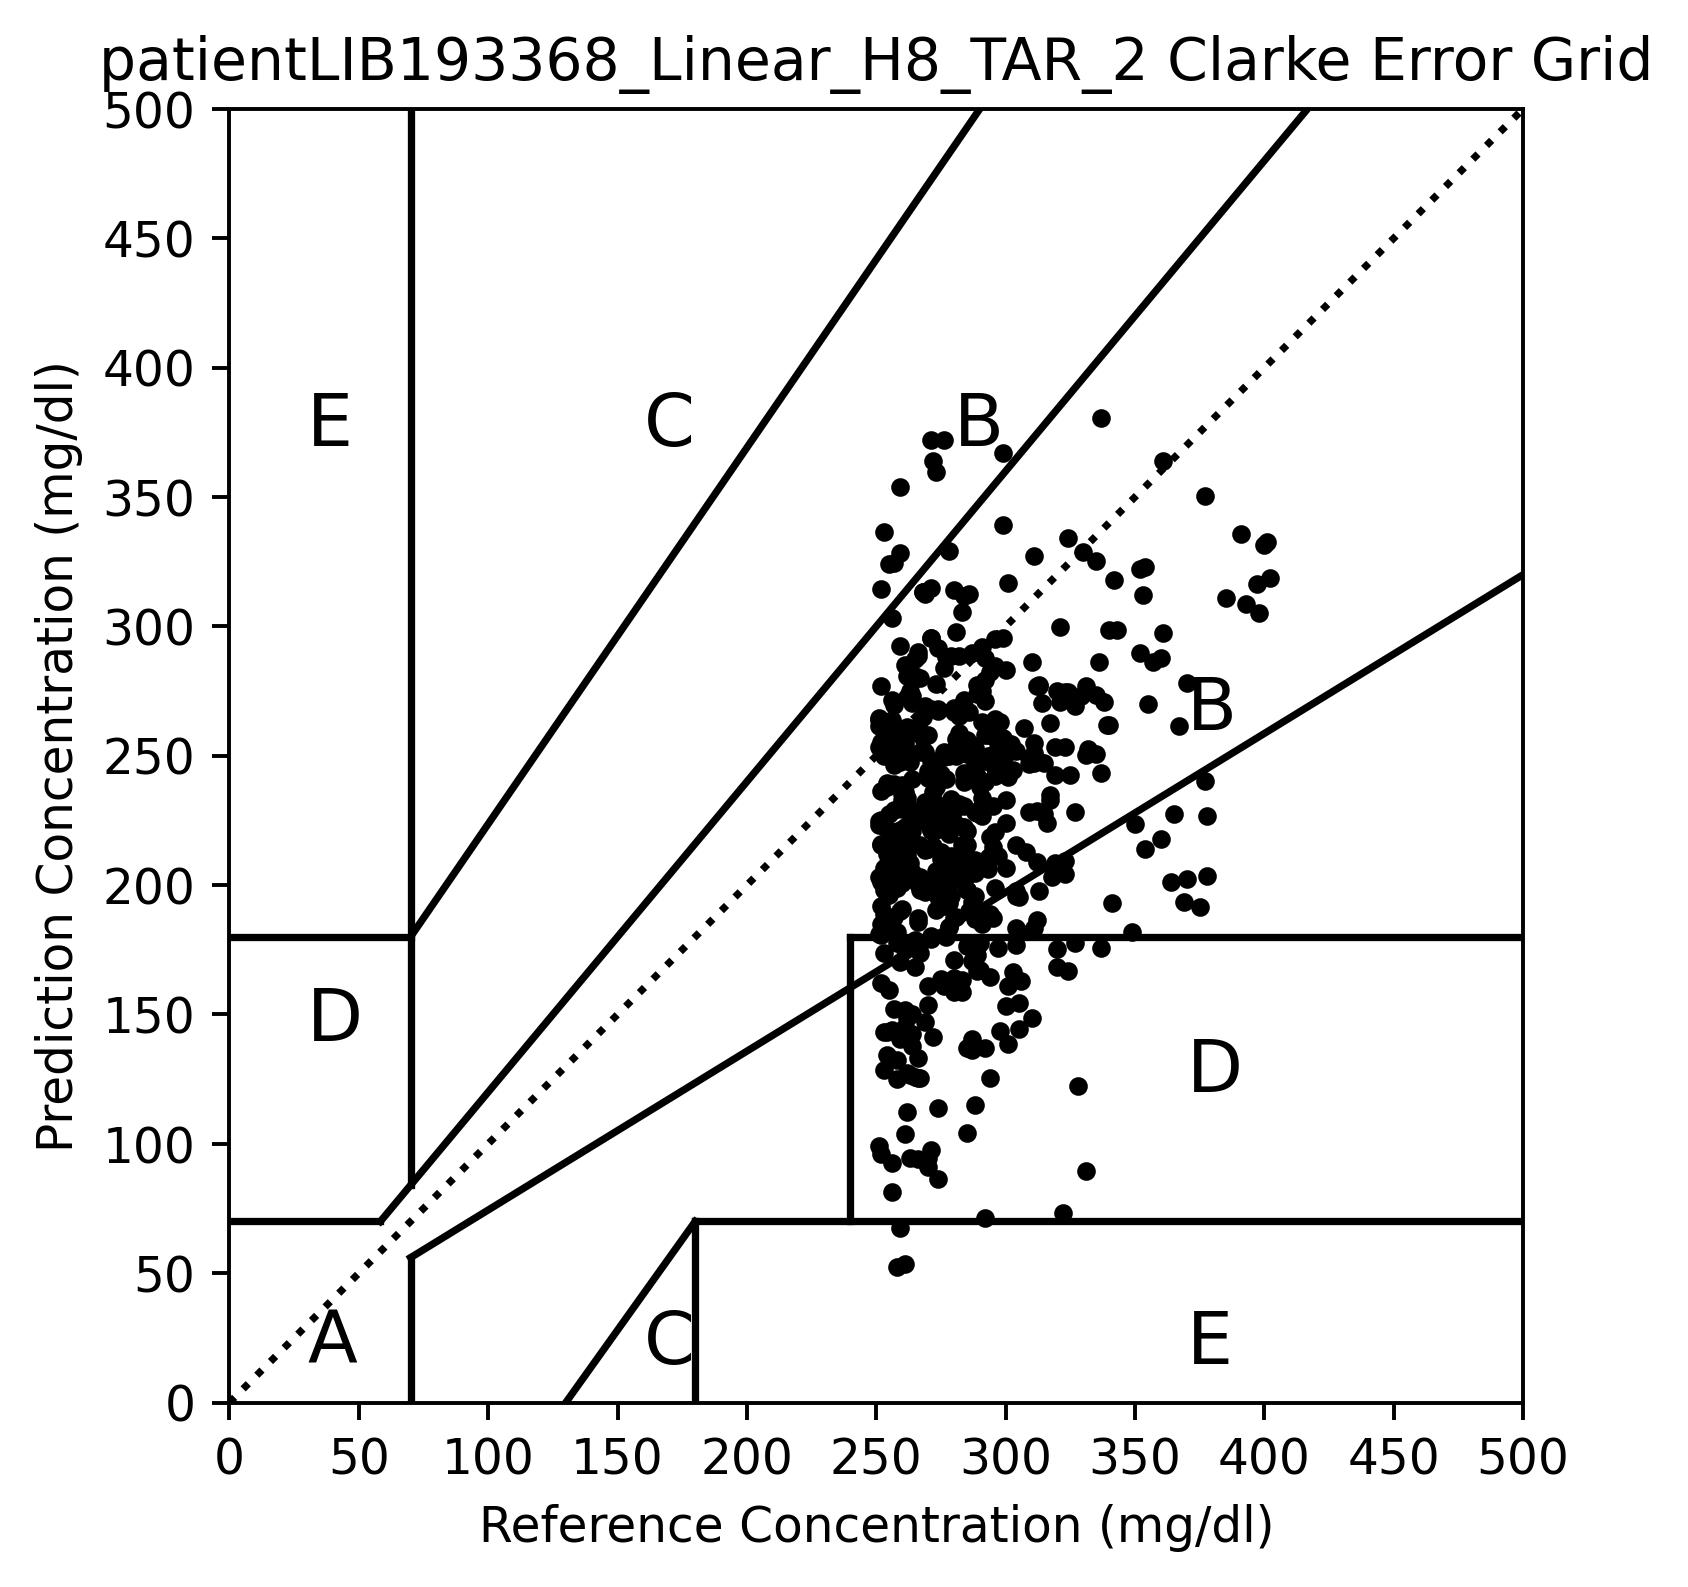 patientLIB193368_Linear_H8_TAR_2 Clarke Error Grid
500
450
400
350
300
250
200
150
100
50
0
Prediction Concentration (mg/dl)
E
C
B
B
D
D
A
C
E
0 50 100 150 200 250 300 350 400 450 500
Reference Concentration (mg/dl)